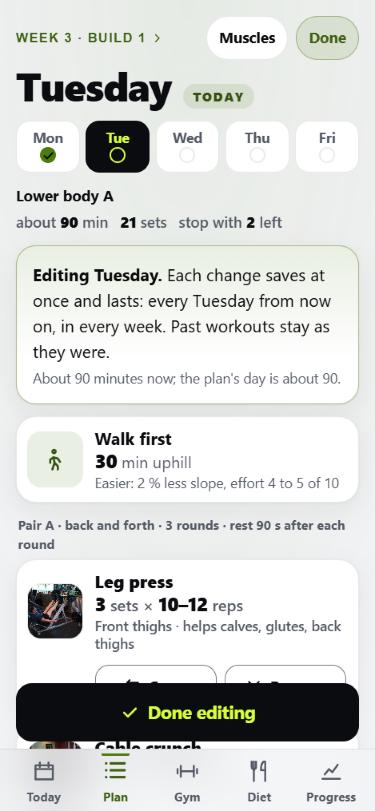 WEEK 3 · BUILD 1 >
Muscles
Done
Tuesday
TODAY
Mon
Tue
Wed
Thu
Fri
Lower body A
about 90 min 21 sets stop with 2 left
Editing Tuesday. Each change saves at
once and lasts: every Tuesday from now
on, in every week. Past workouts stay as
they were.
About 90 minutes now; the plan's day is about 90.
Walk first
30 min uphill
Easier: 2 % less slope, effort 4 to 5 of 10
Pair A · back and forth · 3 rounds · rest 90 s after each
round
Leg press
3 sets × 10–12 reps
Front thighs · helps calves, glutes, back
thighs
Done editing
Cable crunch
Today
Plan
Gym
Diet
Progress